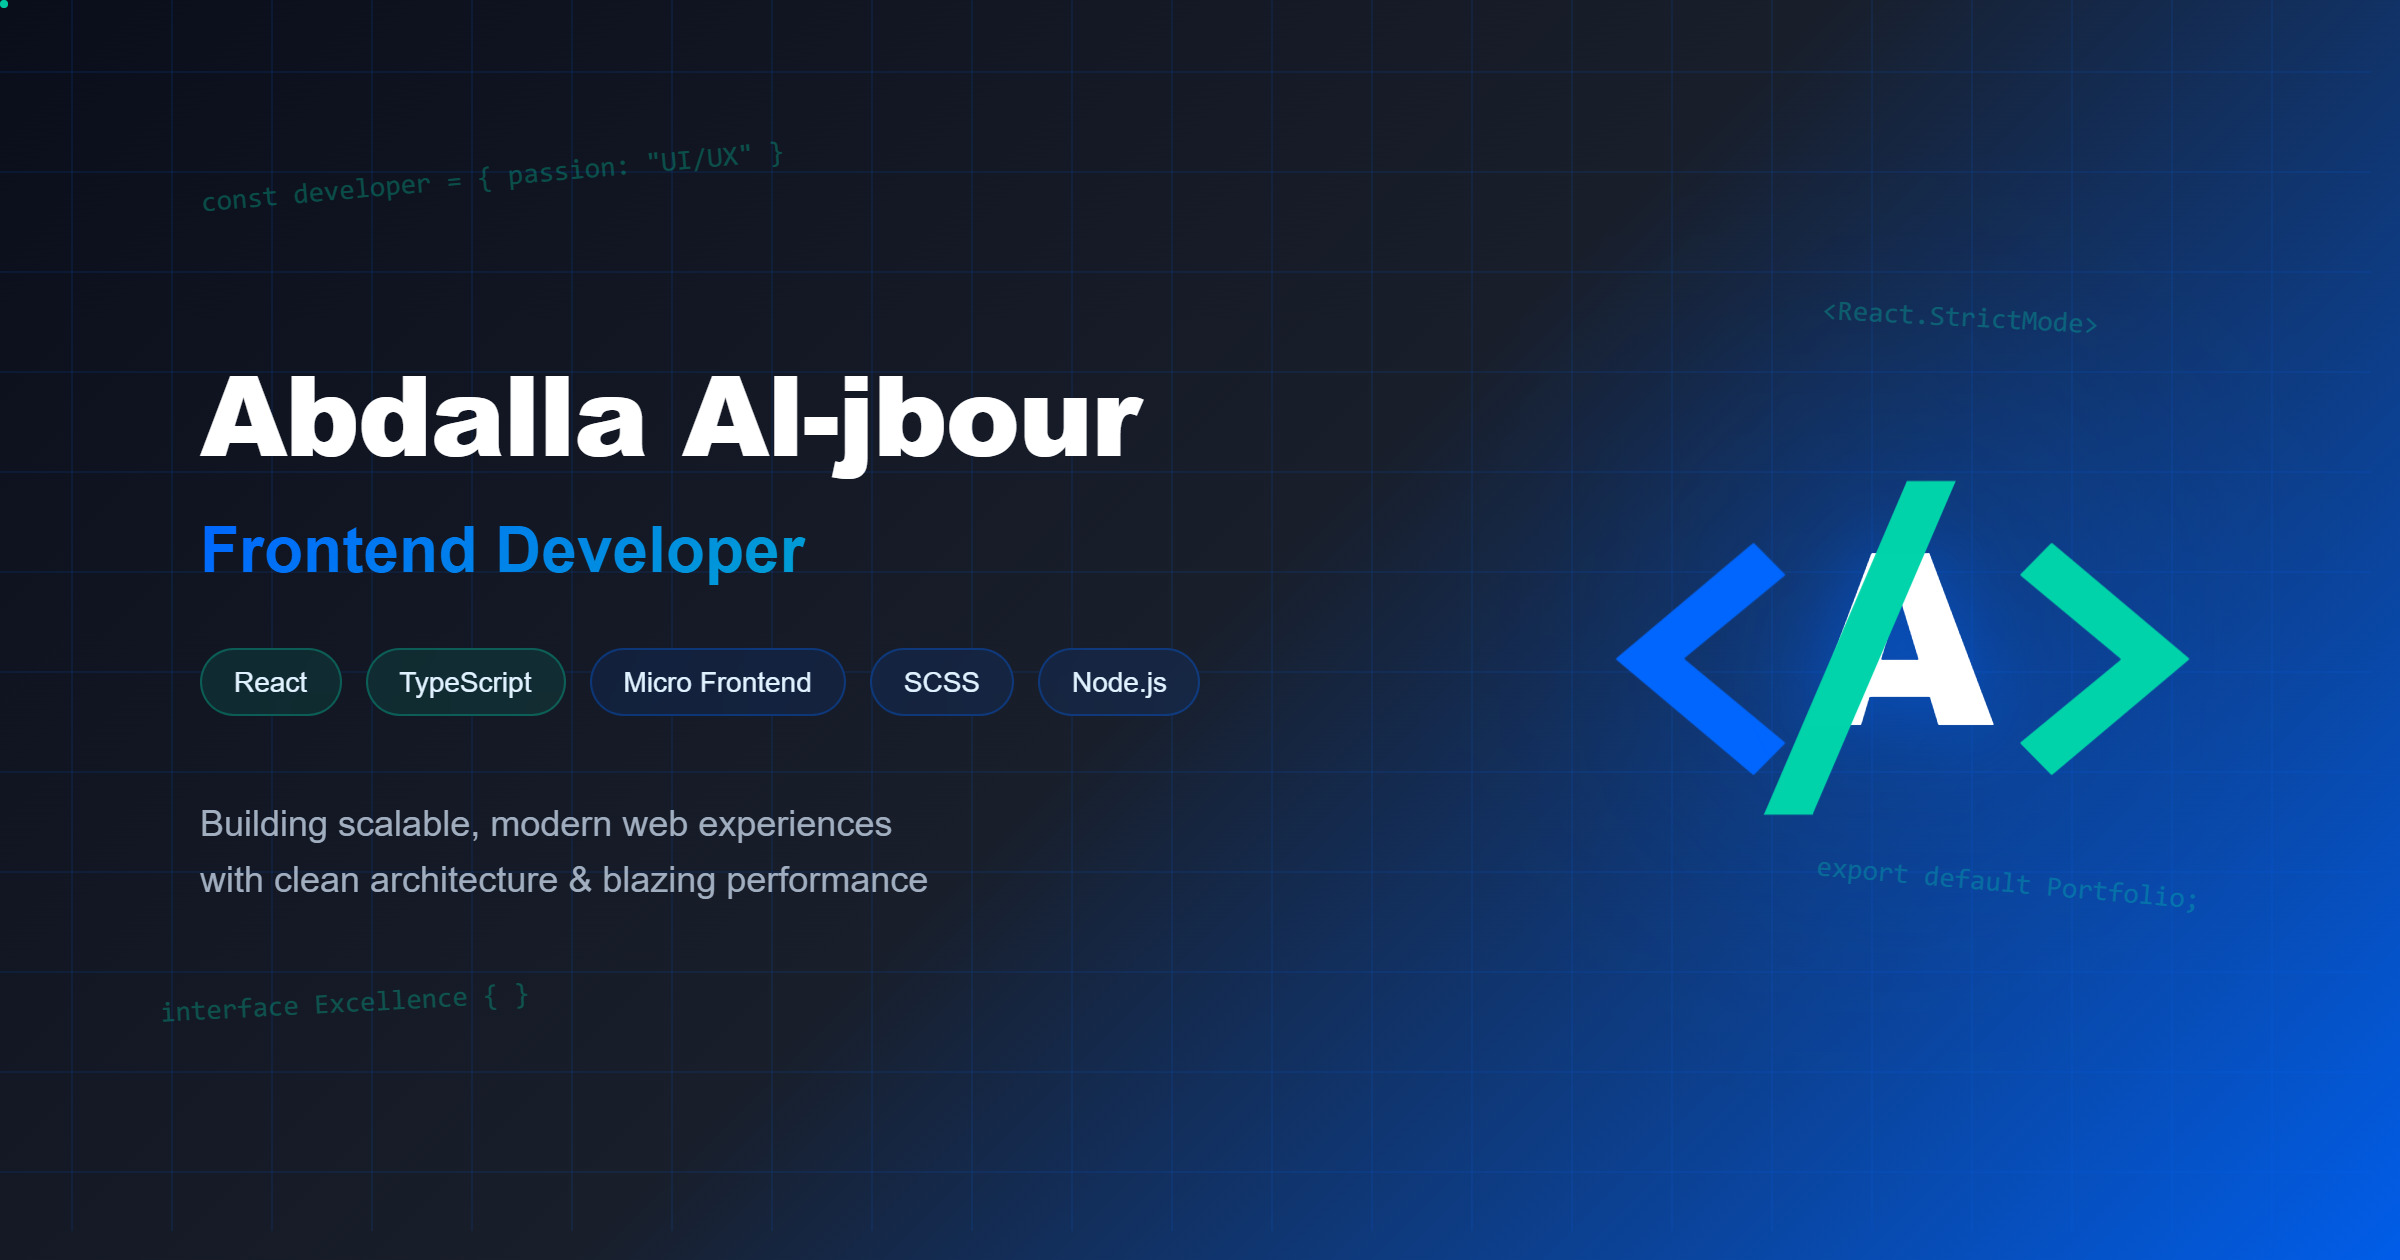 const developer = { passion: "UI/UX" }
<React.StrictMode>
Abdalla Al-jbour
Frontend Developer
React
TypeScript
Micro Frontend
SCSS
Node.js
</A>
Building scalable, modern web experiences
with clean architecture & blazing performance
export default Portfolio;
interface Excellence { }